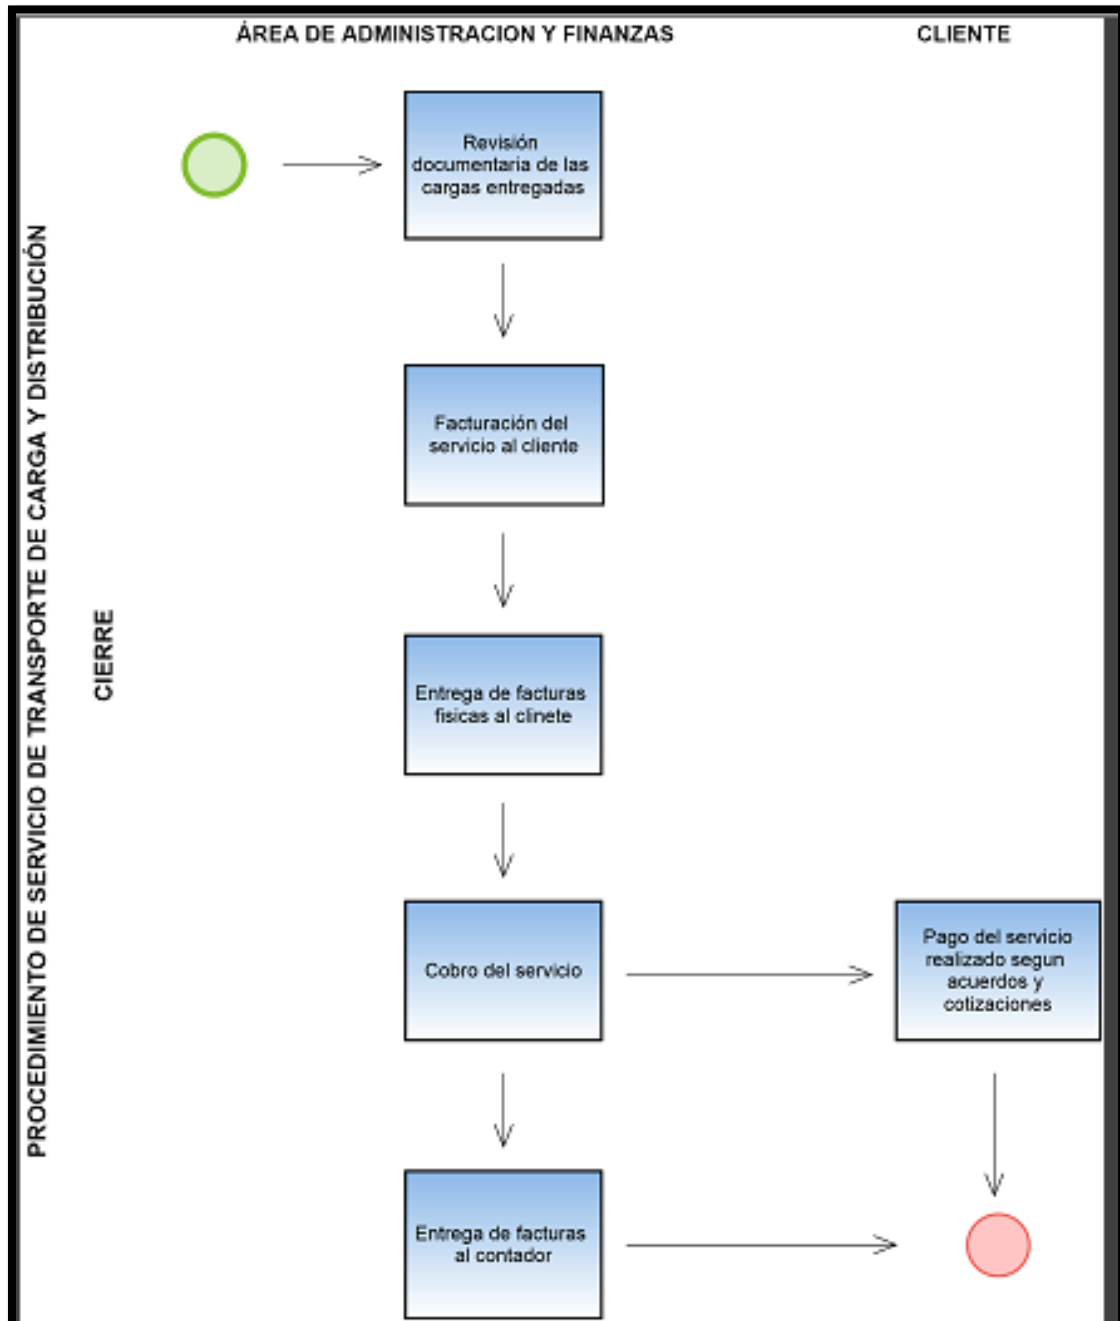 ÁREA DE ADMINISTRACION Y FINANZAS
CLIENTE
PROCEDIMIENTO DE SERVICIO DE TRANSPORTE DE CARGA Y DISTRIBUCIÓN
CIERRE
Revisión
documentaria de las
cargas entregadas
Facturación del
servicio al cliente
Entrega de facturas
fisicas al clinete
Cobro del servicio
Pago del servicio
realizado segun
acuerdos y
cotizaciones
Entrega de facturas
al contador